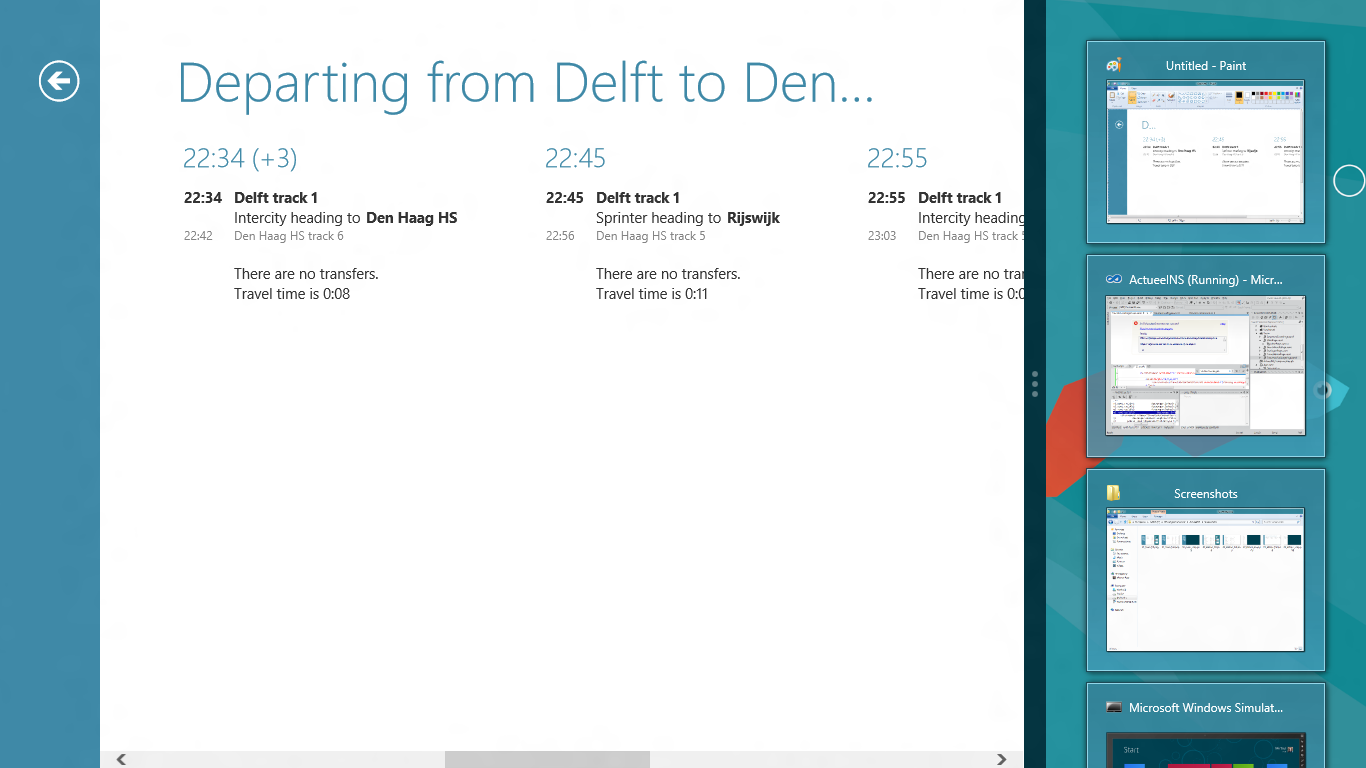 Departing from Delft to Den...
22:34 (+3)
22:34 Delft track 1
Intercity heading to Den Haag HS
22:42 Den Haag HS track 6
There are no transfers.
Travel time is 0:08
22:45
22:45 Delft track 1
Sprinter heading to Rijswijk
22:56 Den Haag HS track 5
There are no transfers.
Travel time is 0:11
22:55
22:55 Delft track 1
Intercity heading
23:03 Den Haag HS track
There are no
Travel time is
Untitled - Paint
D...
ActueelNS (Running) - Micr...
Screenshots
Microsoft Windows Simulat...
Start